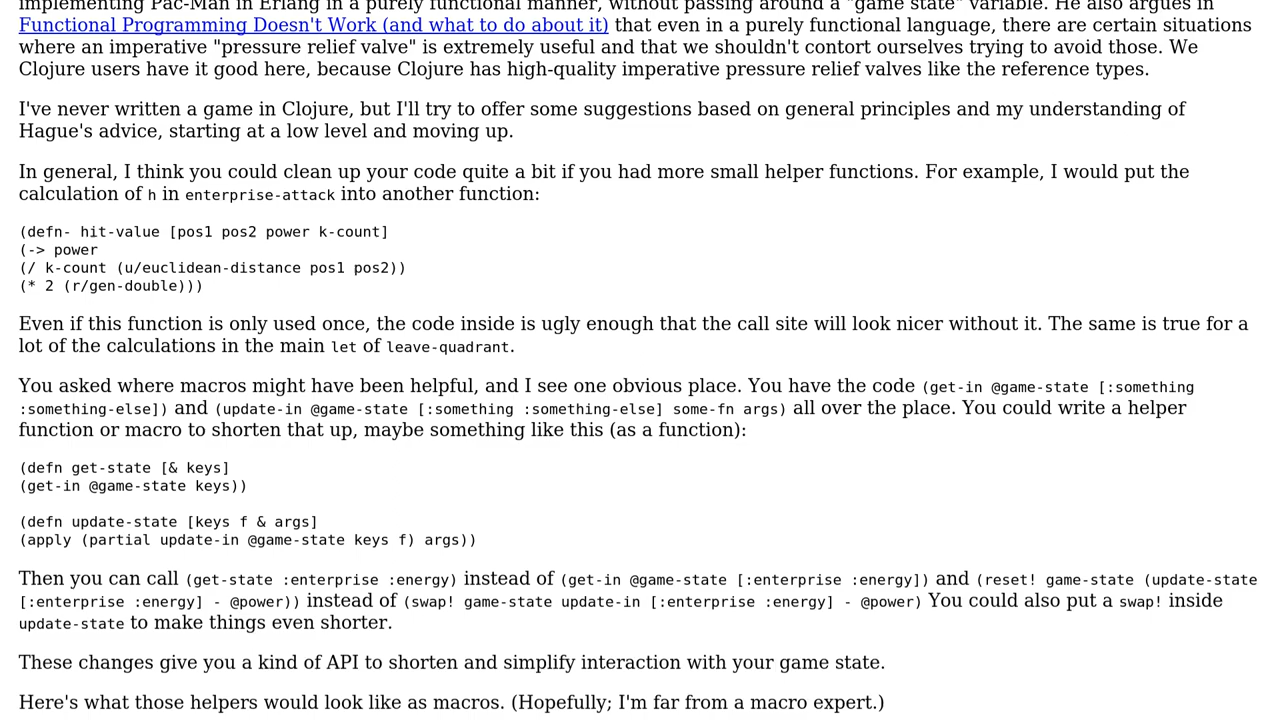 implementing Pac-Man in Erlang in a purely functional manner, without passing around a "game state" variable. He also argues in
Functional Programming Doesn't Work (and what to do about it) that even in a purely functional language, there are certain situations
where an imperative "pressure relief valve" is extremely useful and that we shouldn't contort ourselves trying to avoid those. We
Clojure users have it good here, because Clojure has high-quality imperative pressure relief valves like the reference types.
I've never written a game in Clojure, but I'll try to offer some suggestions based on general principles and my understanding of
Hague's advice, starting at a low level and moving up.
In general, I think you could clean up your code quite a bit if you had more small helper functions. For example, I would put the
calculation of h in enterprise-attack into another function:
(defn- hit-value [pos1 pos2 power k-count]
(-> power
(/ k-count (u/euclidean-distance pos1 pos2))
(* 2 (r/gen-double)))
Even if this function is only used once, the code inside is ugly enough that the call site will look nicer without it. The same is true for a
lot of the calculations in the main let of leave-quadrant.
You asked where macros might have been helpful, and I see one obvious place. You have the code (get-in @game-state [:something
:something-else]) and (update-in @game-state [:something :something-else] some-fn args) all over the place. You could write a helper
function or macro to shorten that up, maybe something like this (as a function):
(defn get-state [& keys]
(get-in @game-state keys))
(defn update-state [keys f & args]
(apply (partial update-in @game-state keys f) args))
Then you can call (get-state :enterprise :energy) instead of (get-in @game-state [:enterprise :energy]) and (reset! game-state (update-state
[:enterprise :energy] - @power)) instead of (swap! game-state update-in [:enterprise :energy] - @power) You could also put a swap! inside
update-state to make things even shorter.
These changes give you a kind of API to shorten and simplify interaction with your game state.
Here's what those helpers would look like as macros. (Hopefully; I'm far from a macro expert.)